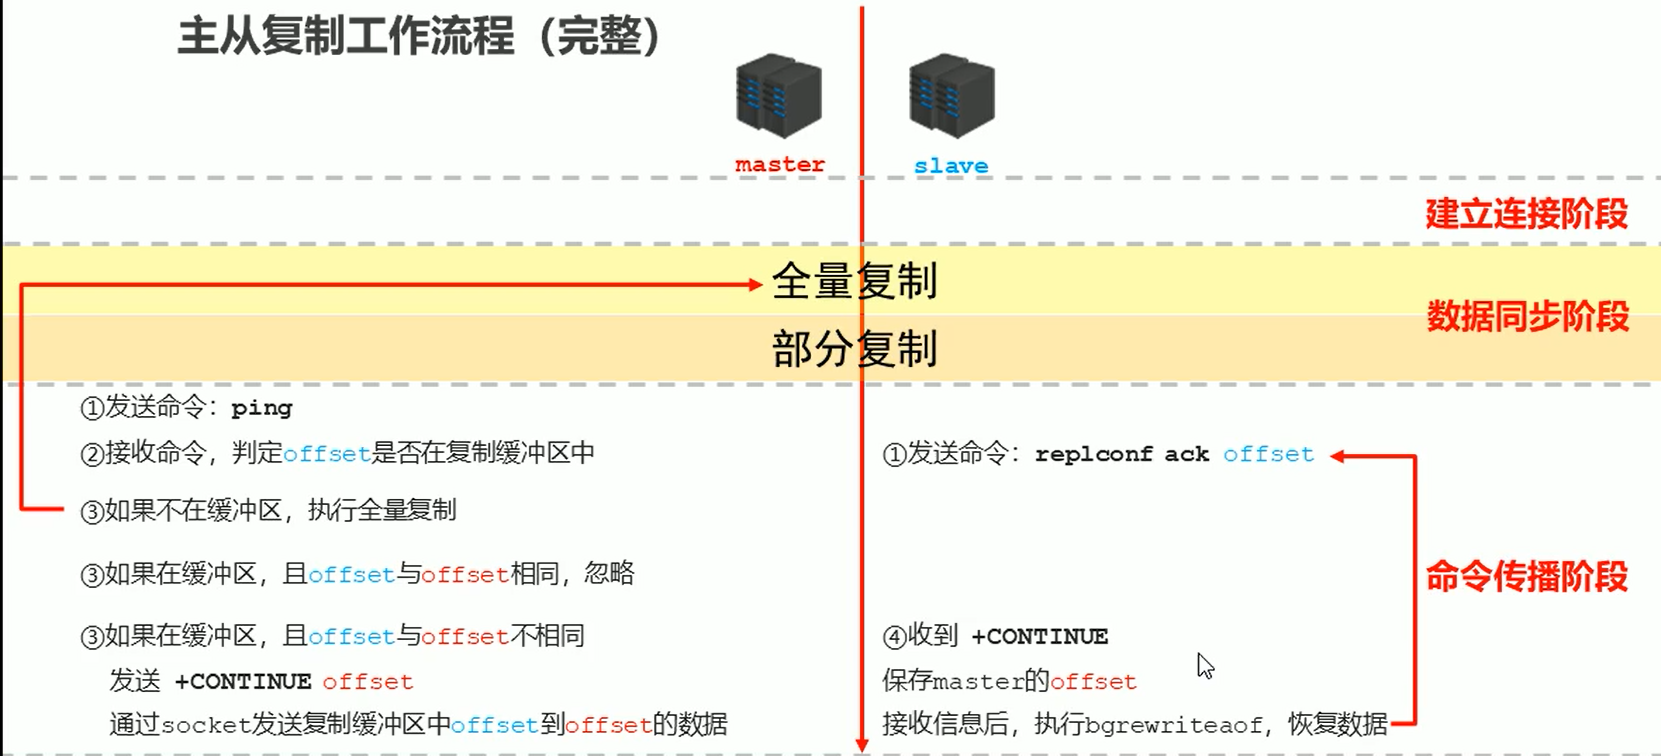 主从复制工作流程（完整）
master
slave
建立连接阶段
全量复制
数据同步阶段
部分复制
①发送命令：ping
②接收命令，判定offset是否在复制缓冲区中
①发送命令：replconf ack offset
③如果不在缓冲区，执行全量复制
③如果在缓冲区，且offset与offset相同，忽略
命令传播阶段
③如果在缓冲区，且offset与offset不相同
④收到 +CONTINUE
发送 +CONTINUE offset
保存master的offset
通过socket发送复制缓冲区中offset到offset的数据
接收信息后，执行bgrewriteaof，恢复数据